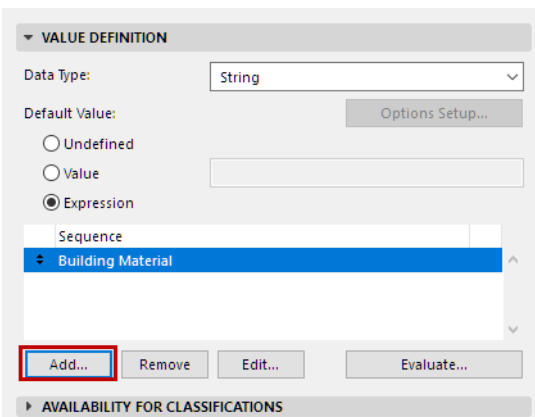 VALUE DEFINITION
Data Type: String
Default Value: Options Setup...
Undefined
Value
Expression
Sequence
Building Material
Add... Remove Edit... Evaluate...
AVAILABILITY FOR CLASSIFICATIONS